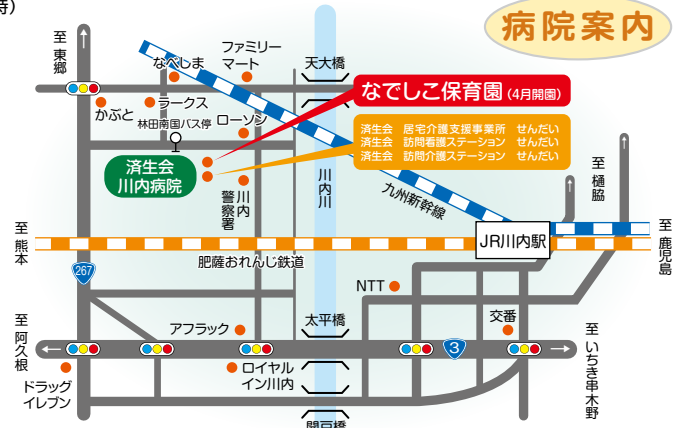 時）
病院案内
至東郷
なべしま
ファミリー
マート
天大橋
なでしこ保育園（4月開園）
かぶと
ラークス
林田南国バス停
ローソン
済生会　居宅介護支援事業所　せんだい
済生会　訪問看護ステーション　せんだい
済生会　訪問介護ステーション　せんだい
済生会
川内病院
川内
警察署
川内川
九州新幹線
至樋脇
至熊本
JR川内駅
至鹿児島
肥薩おれんじ鉄道
267
NTT
至阿久根
アフラック
太平橋
交番
3
至いちき串木野
ドラッグ
イレブン
ロイヤル
イン川内
開戸橋